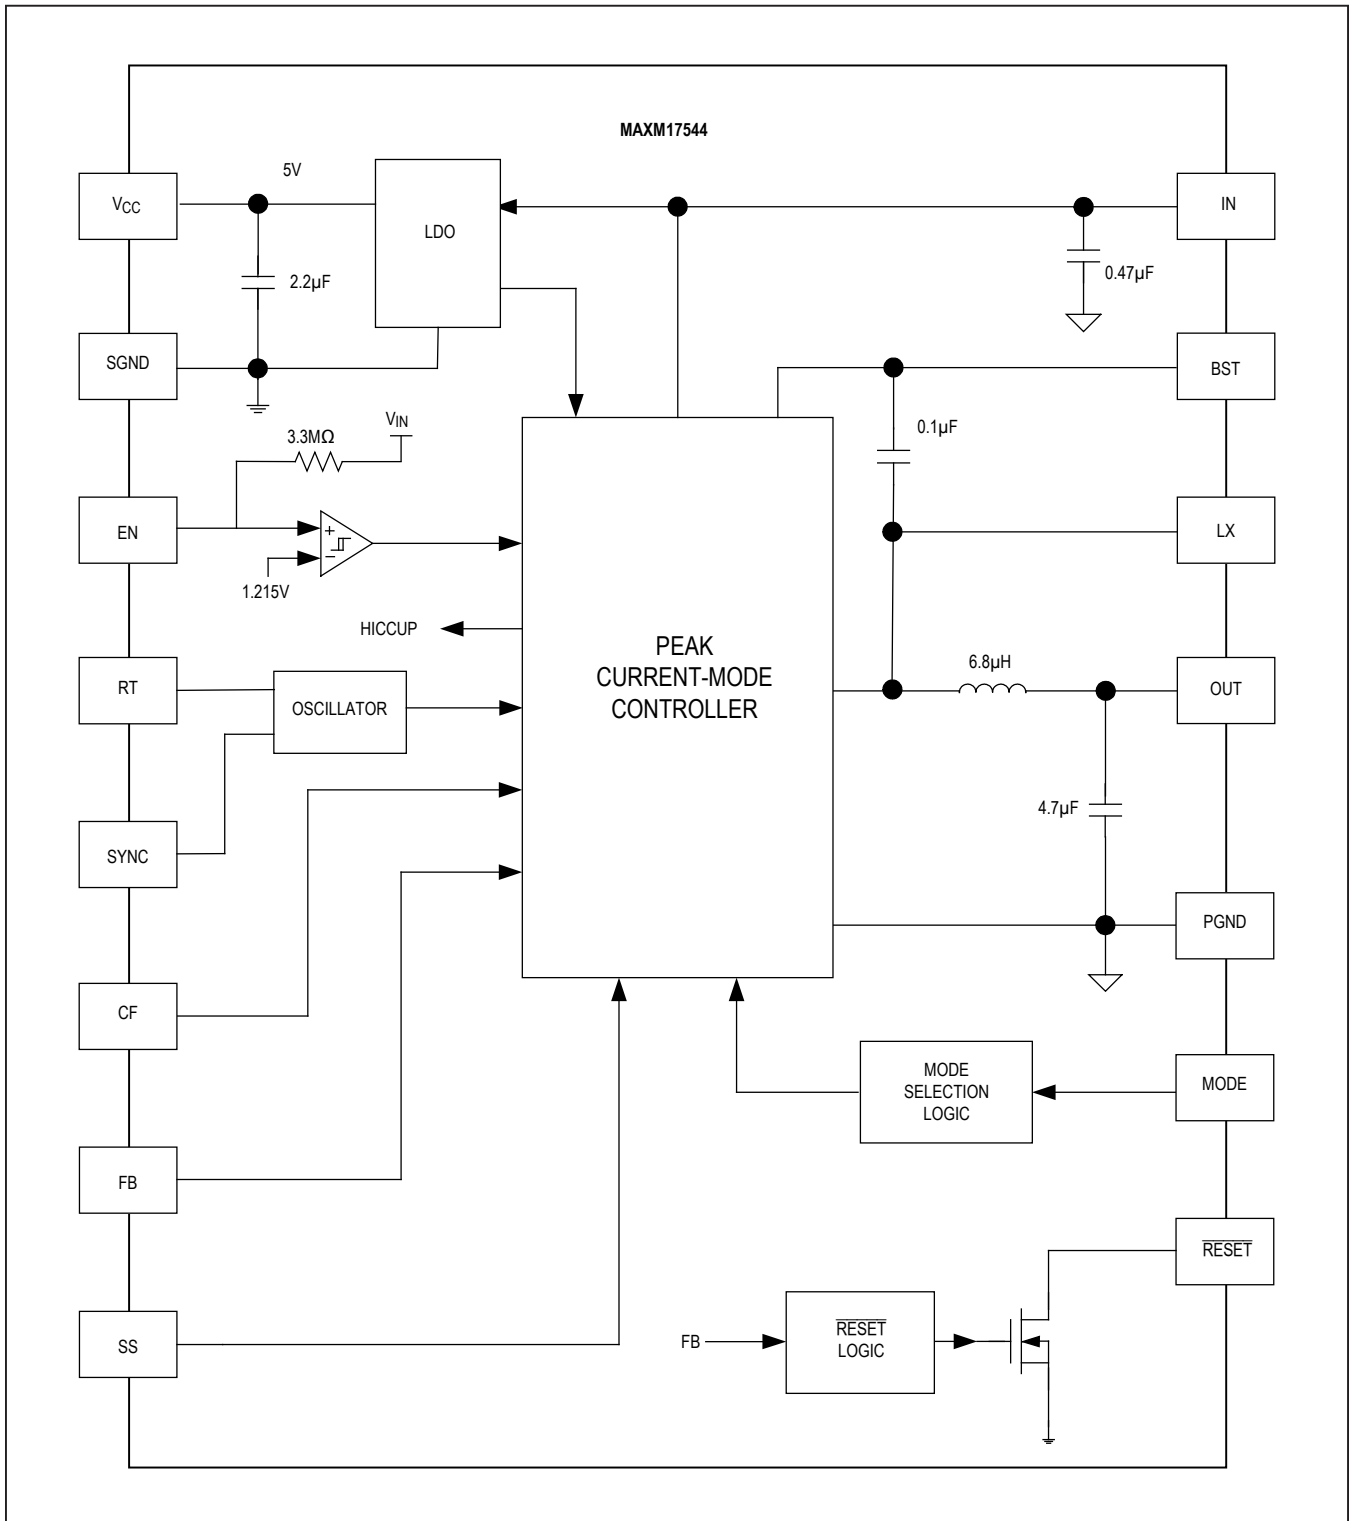 MAXM17544
5V
VCC
LDO
IN
2.2µF
0.47µF
SGND
BST
VIN
3.3MΩ
0.1µF
EN
+
−
LX
1.215V
HICCUP
PEAK
CURRENT-MODE
CONTROLLER
6.8µH
RT
OSCILLATOR
OUT
4.7µF
SYNC
PGND
CF
MODE
SELECTION
LOGIC
MODE
FB
RESET
FB
RESET
LOGIC
SS